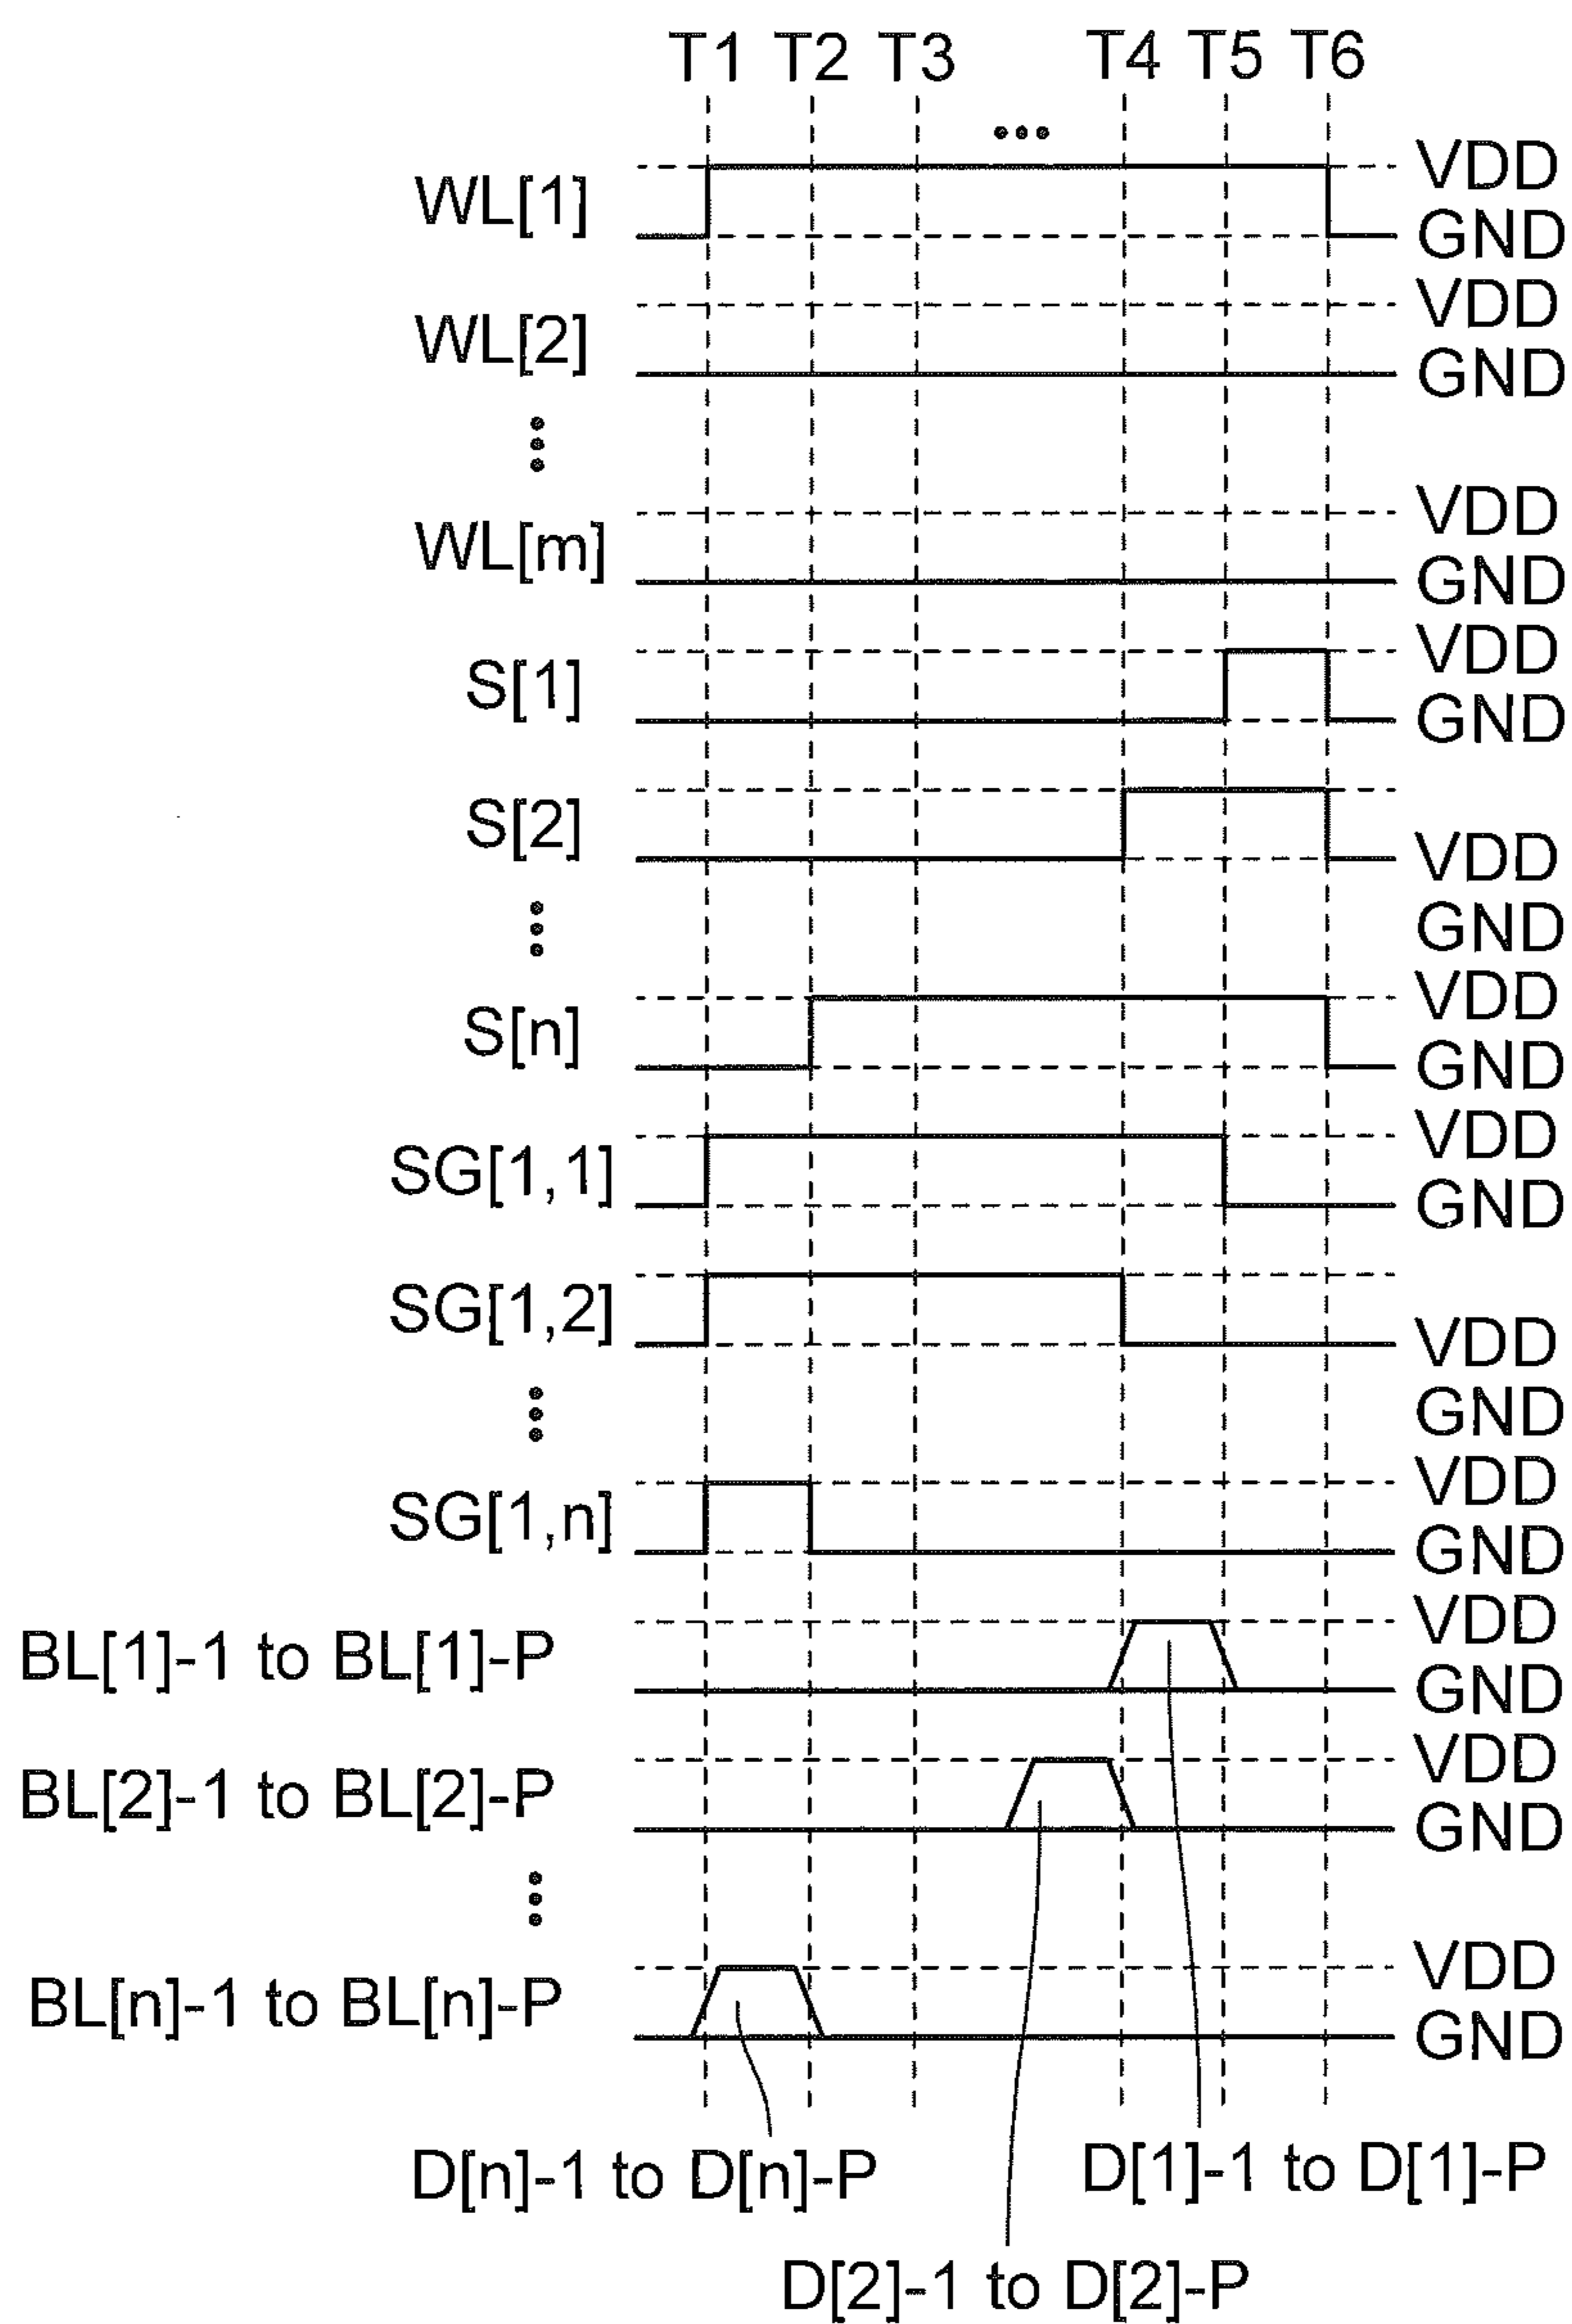 T1 T2 T3 T4 T5 T6
WL[1] VDD
GND
WL[2] VDD
GND
WL[m] VDD
GND
S[1] VDD
GND
S[2] VDD
GND
S[n] VDD
GND
SG[1,1] VDD
GND
SG[1,2] VDD
GND
SG[1,n] VDD
GND
BL[1]-1 to BL[1]-P VDD
GND
BL[2]-1 to BL[2]-P VDD
GND
BL[n]-1 to BL[n]-P VDD
GND
D[n]-1 to D[n]-P D[1]-1 to D[1]-P
D[2]-1 to D[2]-P